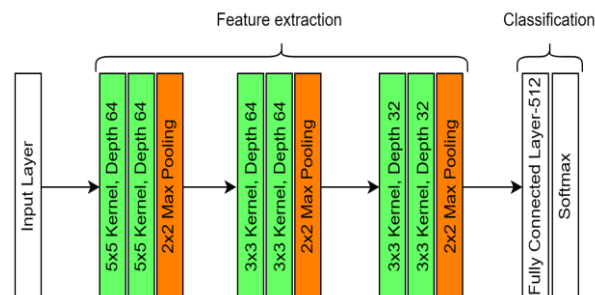 Feature extraction
Classification
Input Layer
5x5 Kernel, Depth 64
5x5 Kernel, Depth 64
2x2 Max Pooling
3x3 Kernel, Depth 64
3x3 Kernel, Depth 64
2x2 Max Pooling
3x3 Kernel, Depth 32
3x3 Kernel, Depth 32
2x2 Max Pooling
Fully Connected Layer-512
Softmax